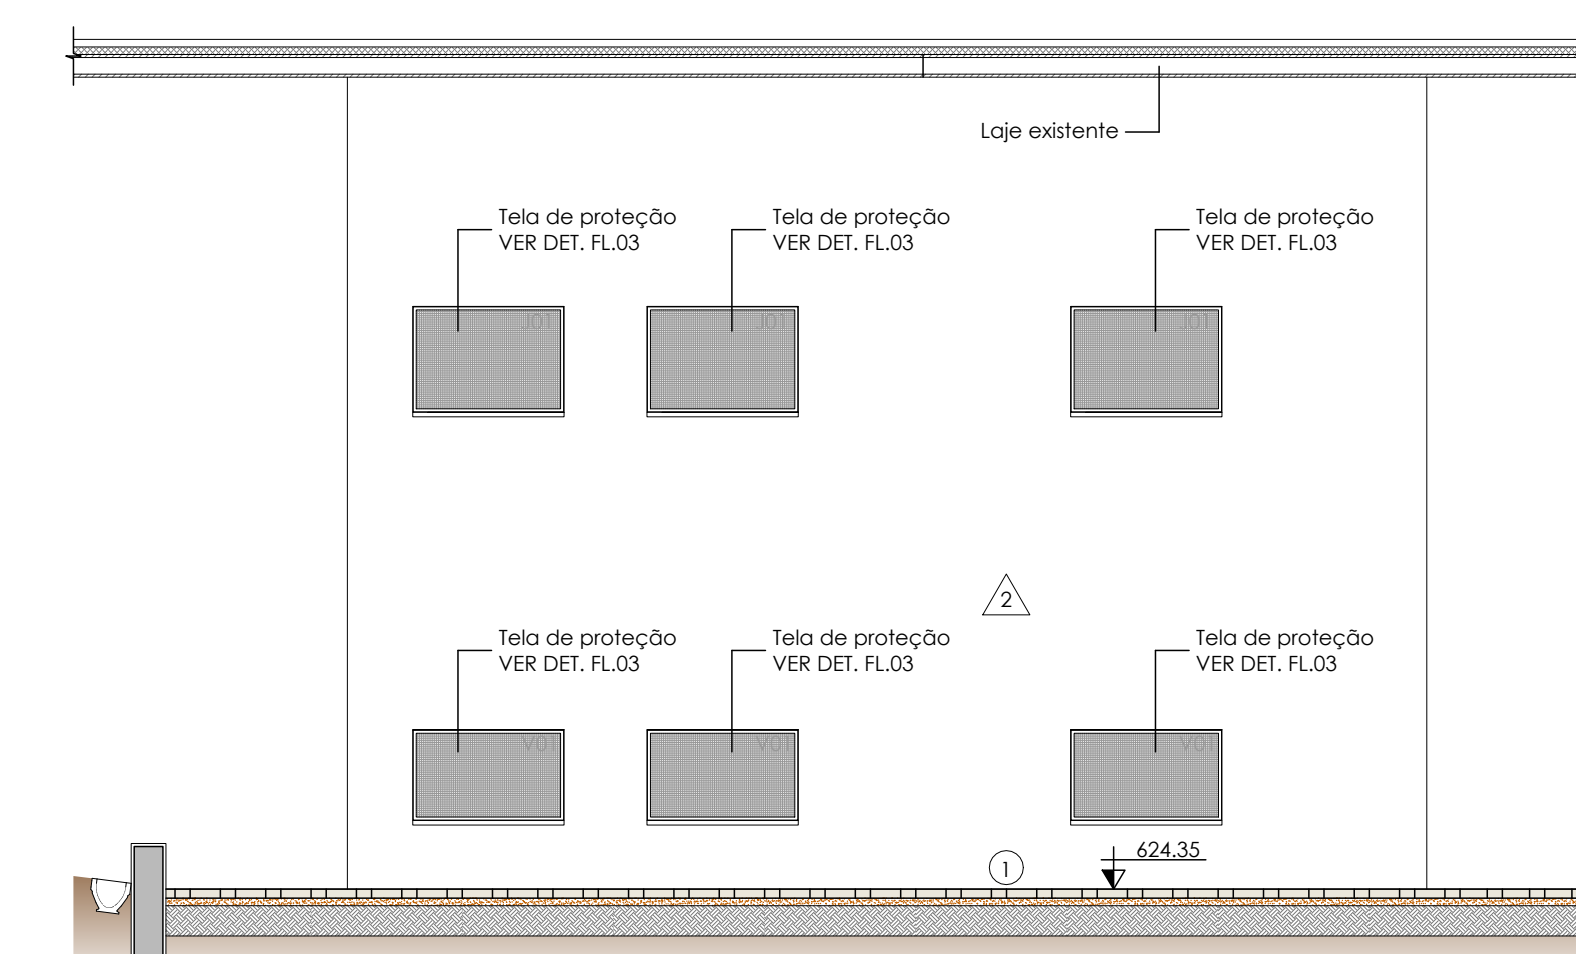 Laje existente
Tela de proteção
VER DET. FL.03
Tela de proteção
VER DET. FL.03
Tela de proteção
VER DET. FL.03
J01
J01
J01
2
Tela de proteção
VER DET. FL.03
Tela de proteção
VER DET. FL.03
Tela de proteção
VER DET. FL.03
V01
V01
V01
1
624.35